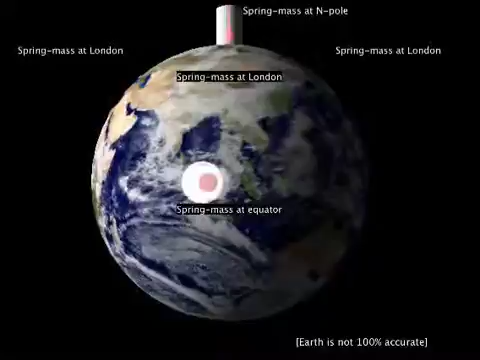 Spring-mass at N-pole
Spring-mass at London
Spring-mass at London
Spring-mass at London
Spring-mass at equator
[Earth is not 100% accurate]